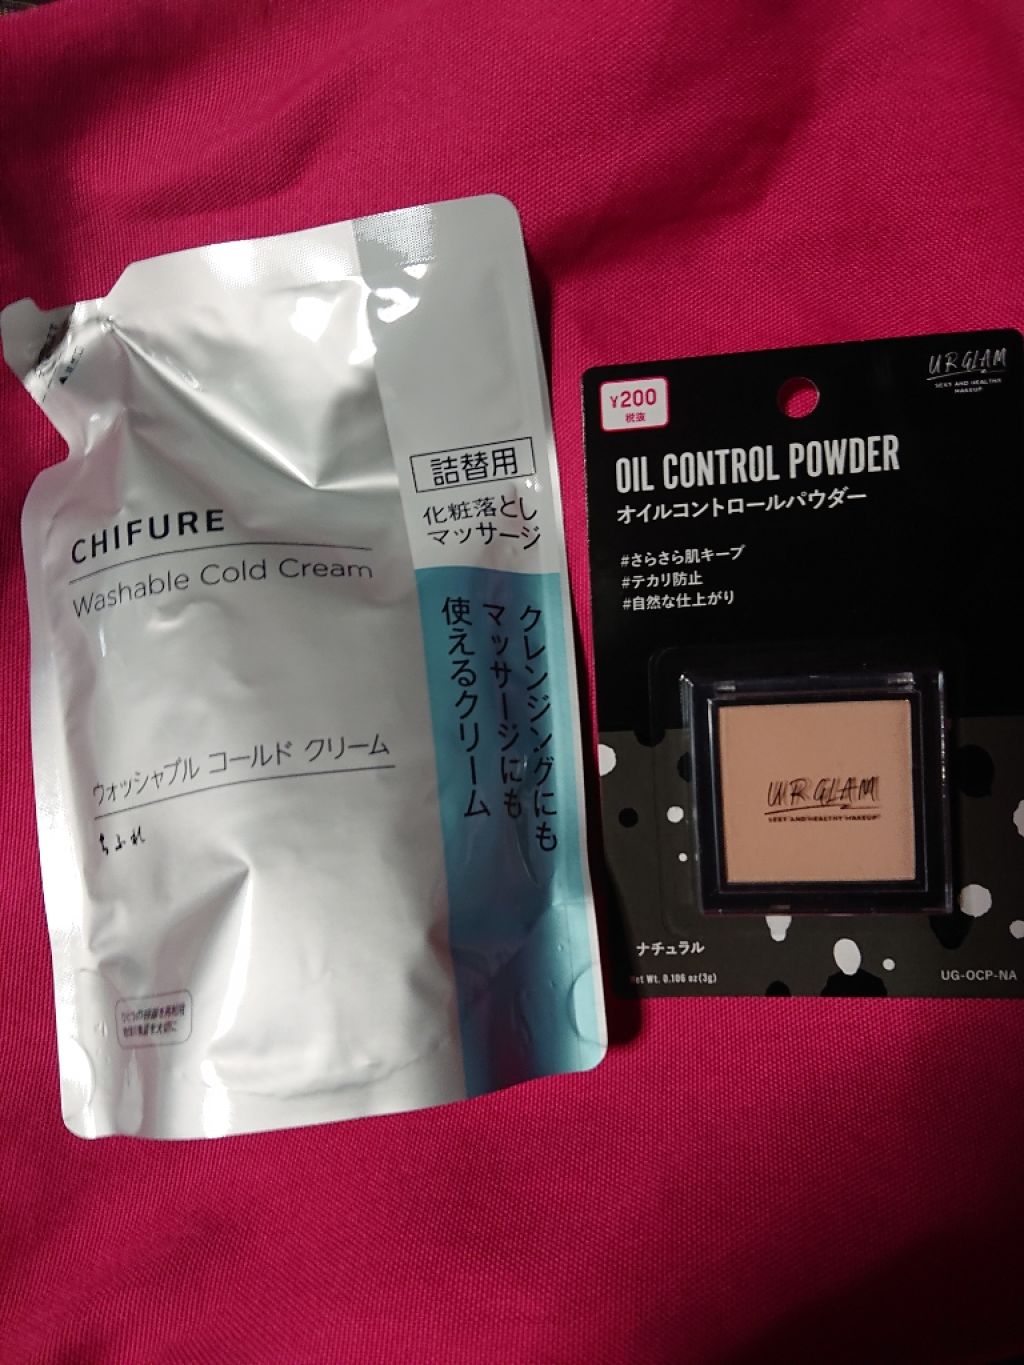 CHIFURE
Washable Cold Cream
ウォッシャブル コールド クリーム
ちふれ
詰替用
化粧落とし
マッサージ
クレンジングにも
マッサージにも
使えるクリーム
¥200
税抜
URGLAM
SEXY AND HEALTHY
MAKEUP
OIL CONTROL POWDER
オイルコントロールパウダー
#さらさら肌キープ
#テカリ防止
#自然な仕上がり
URGLAM
SEXY AND HEALTHY MAKEUP
ナチュラル
Net Wt. 0.106 oz(3g)
UG-OCP-NA